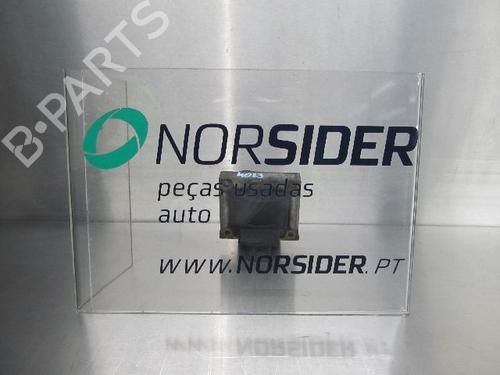 B-PARTS
NORSIDER
peças usadas
auto
WWW.NORSIDER.PT